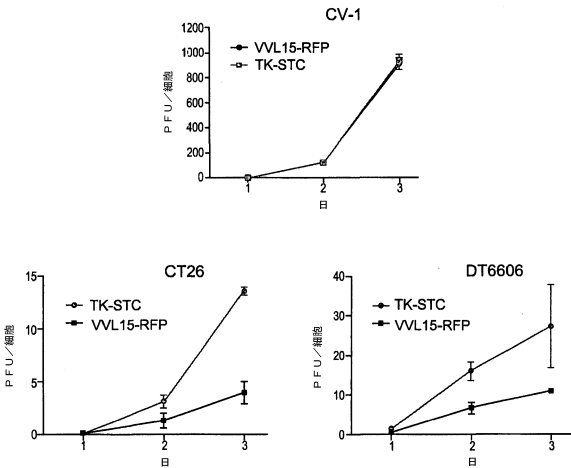 CV-1
1200
1000
800
600
400
200
0
PFU/細胞
VVL15-RFP
TK-STC
1 2 3
日
CT26
15
10
5
0
PFU/細胞
TK-STC
VVL15-RFP
1 2 3
日
DT6606
40
30
20
10
0
PFU/細胞
TK-STC
VVL15-RFP
1 2 3
日